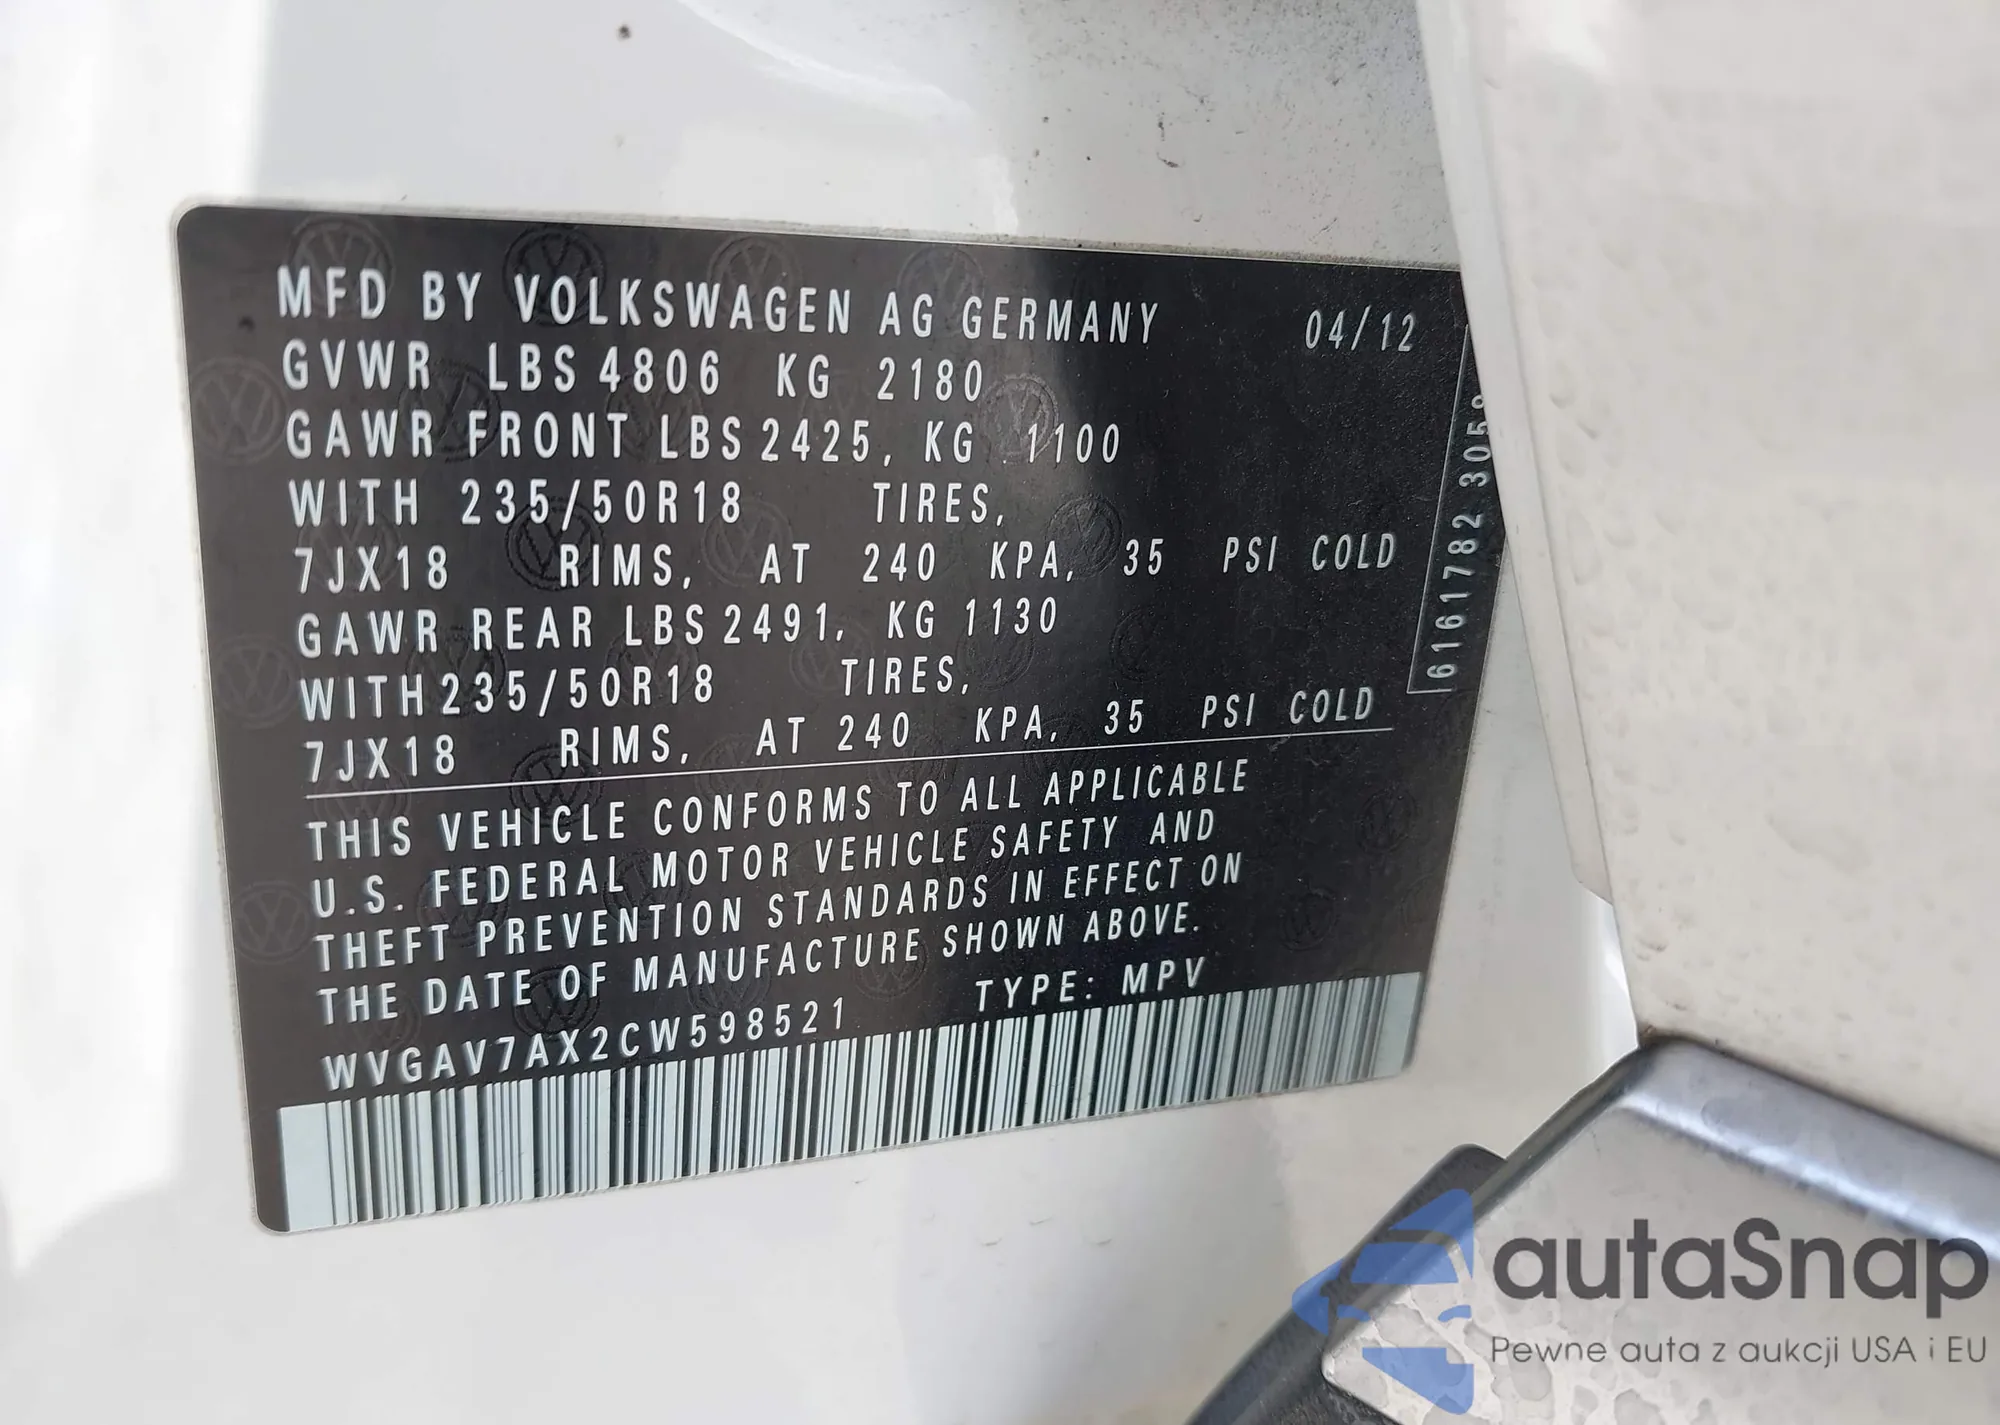 MFD BY VOLKSWAGEN AG GERMANY 04/12
GVWR LBS 4806 KG 2180
GAWR FRONT LBS 2425, KG 1100
WITH 235/50R18 TIRES,
7JX18 RIMS, AT 240 KPA, 35 PSI COLD
GAWR REAR LBS 2491, KG 1130
WITH 235/50R18 TIRES,
7JX18 RIMS, AT 240 KPA, 35 PSI COLD
THIS VEHICLE CONFORMS TO ALL APPLICABLE
U.S. FEDERAL MOTOR VEHICLE SAFETY AND
THEFT PREVENTION STANDARDS IN EFFECT ON
THE DATE OF MANUFACTURE SHOWN ABOVE.
WVGAV7AX2CW598521 TYPE: MPV
6161782
autaSnap
Pewne auta z aukcji USA i EU